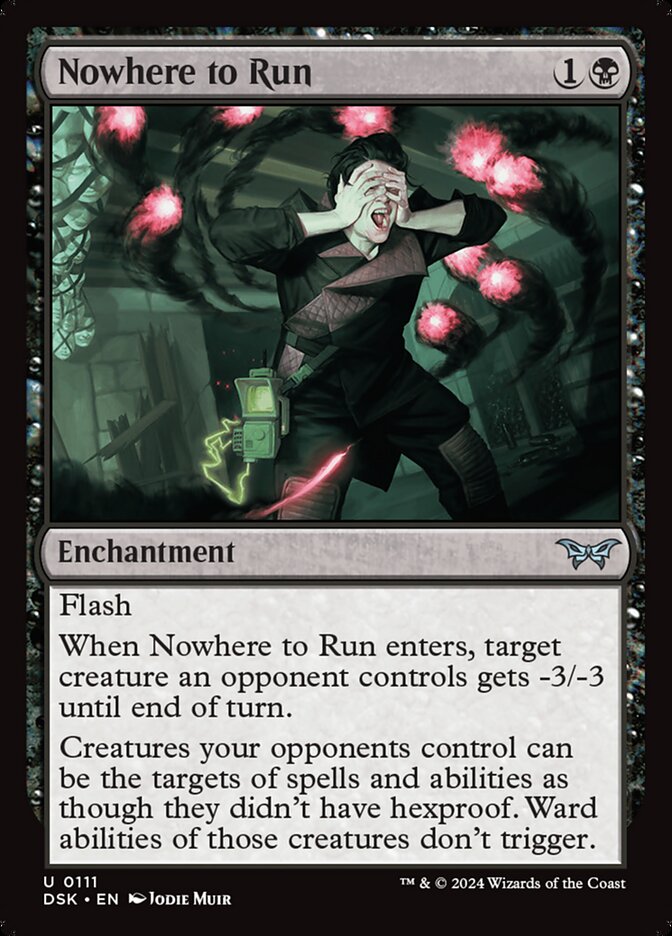 Nowhere to Run 1
Enchantment
Flash
When Nowhere to Run enters, target
creature an opponent controls gets -3/-3
until end of turn.
Creatures your opponents control can
be the targets of spells and abilities as
though they didn't have hexproof. Ward
abilities of those creatures don't trigger.
U 0111
DSK • EN Jodie Muir
™ & © 2024 Wizards of the Coast